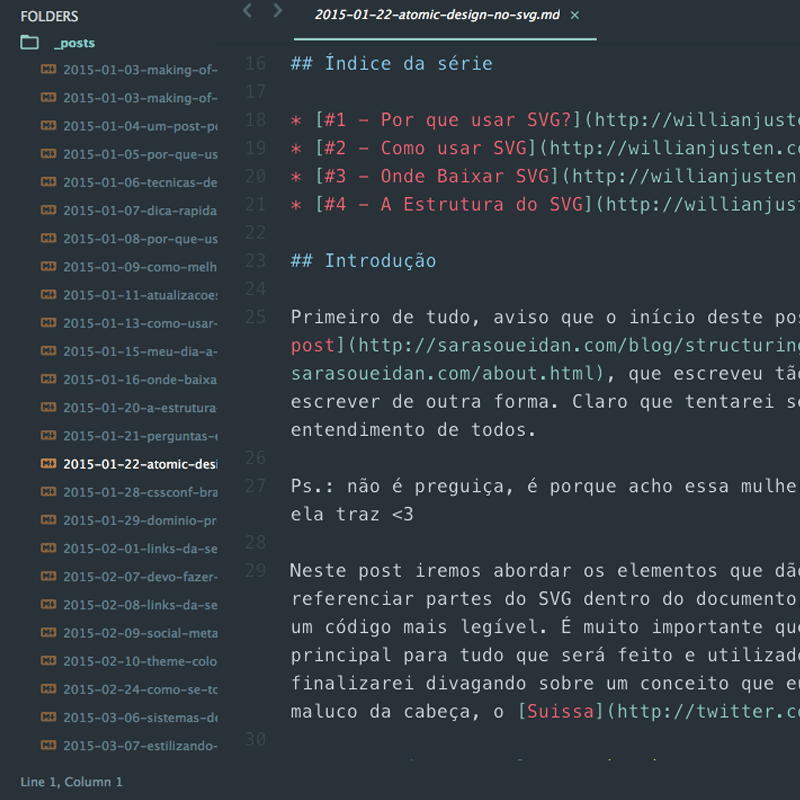 FOLDERS
_posts
2015-01-03-making-of-
2015-01-03-making-of-
2015-01-04-um-post-po
2015-01-05-por-que-us
2015-01-06-tecnicas-de
2015-01-07-dica-rapida
2015-01-08-por-que-us
2015-01-09-como-melh
2015-01-11-atualizacoes
2015-01-13-como-usar-
2015-01-15-meu-dia-a-
2015-01-16-onde-baixa
2015-01-20-a-estrutura
2015-01-21-perguntas-
2015-01-22-atomic-desi
2015-01-28-cssconf-bra
2015-01-29-dominio-pr
2015-02-01-links-da-se
2015-02-07-devo-fazer-
2015-02-08-links-da-se
2015-02-09-social-meta
2015-02-10-theme-colo
2015-02-24-como-se-to
2015-03-06-sistemas-de
2015-03-07-estilizando-
Line 1, Column 1
2015-01-22-atomic-design-no-svg.md ×
16 ## Índice da série
17
18 * [#1 - Por que usar SVG?](http://willianjuste
19 * [#2 - Como usar SVG](http://willianjusten.co
20 * [#3 - Onde Baixar SVG](http://willianjusten
21 * [#4 - A Estrutura do SVG](http://willianjus
22
23 ## Introdução
24
25 Primeiro de tudo, aviso que o início deste pos
post](http://sarasoueidan.com/blog/structuring
sarasoueidan.com/about.html), que escreveu tão
escrever de outra forma. Claro que tentarei se
entendimento de todos.
26
27 Ps.: não é preguiça, é porque acho essa mulhe
ela traz <3
28
29 Neste post iremos abordar os elementos que dão
referenciar partes do SVG dentro do documento
um código mais legível. É muito importante que
principal para tudo que será feito e utilizado
finalizarei divagando sobre um conceito que eu
maluco da cabeça, o [Suissa](http://twitter.co
30